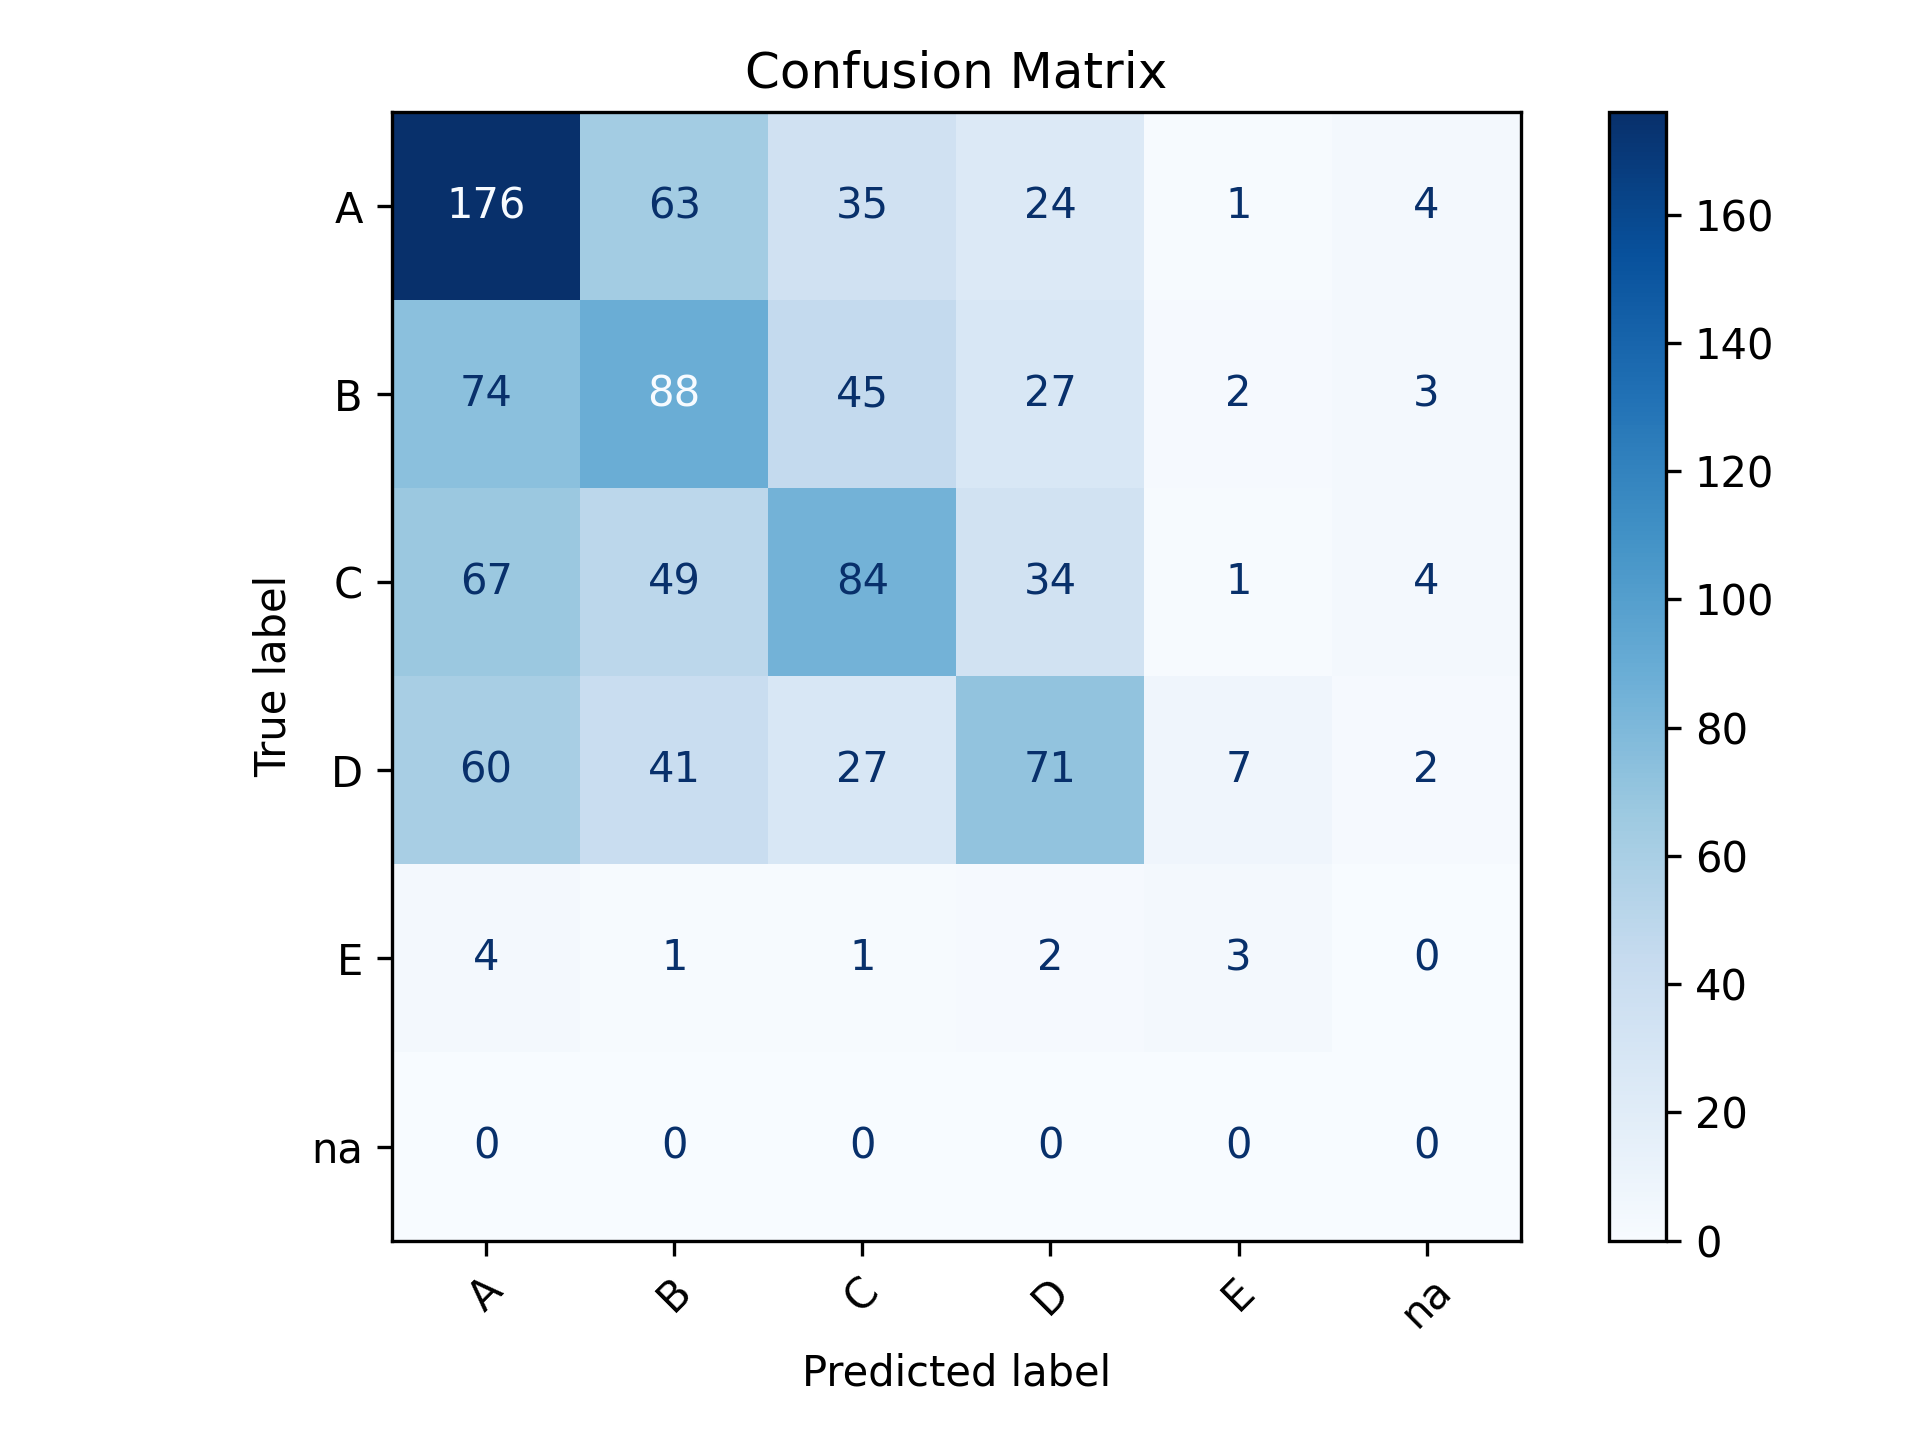 Confusion Matrix
A 176 63 35 24 1 4
B 74 88 45 27 2 3
C 67 49 84 34 1 4
D 60 41 27 71 7 2
E 4 1 1 2 3 0
na 0 0 0 0 0 0
A B C D E na
True label
Predicted label
160
140
120
100
80
60
40
20
0